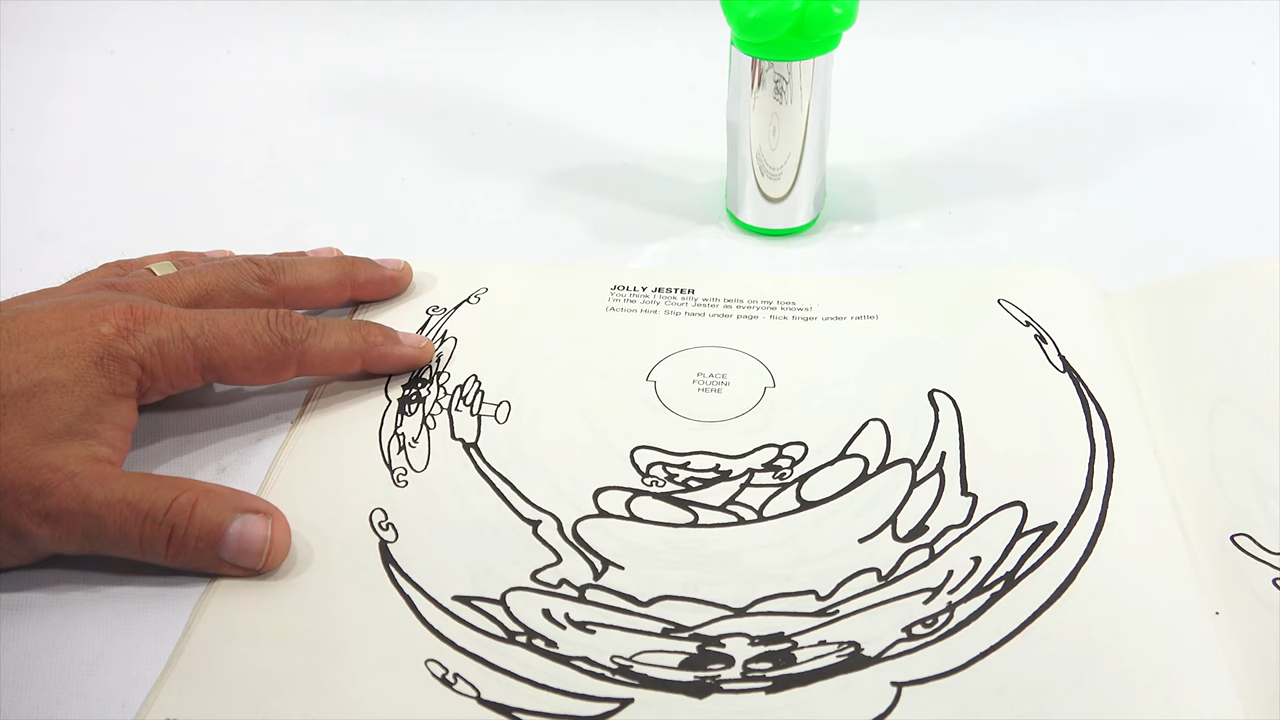 JOLLY JESTER
You think I look silly with bells on my toes . . . .
I'm the Jolly Court Jester as everyone knows!
(Action Hint: Slip hand under page - flick finger under rattle)
PLACE
FOUDINI
HERE